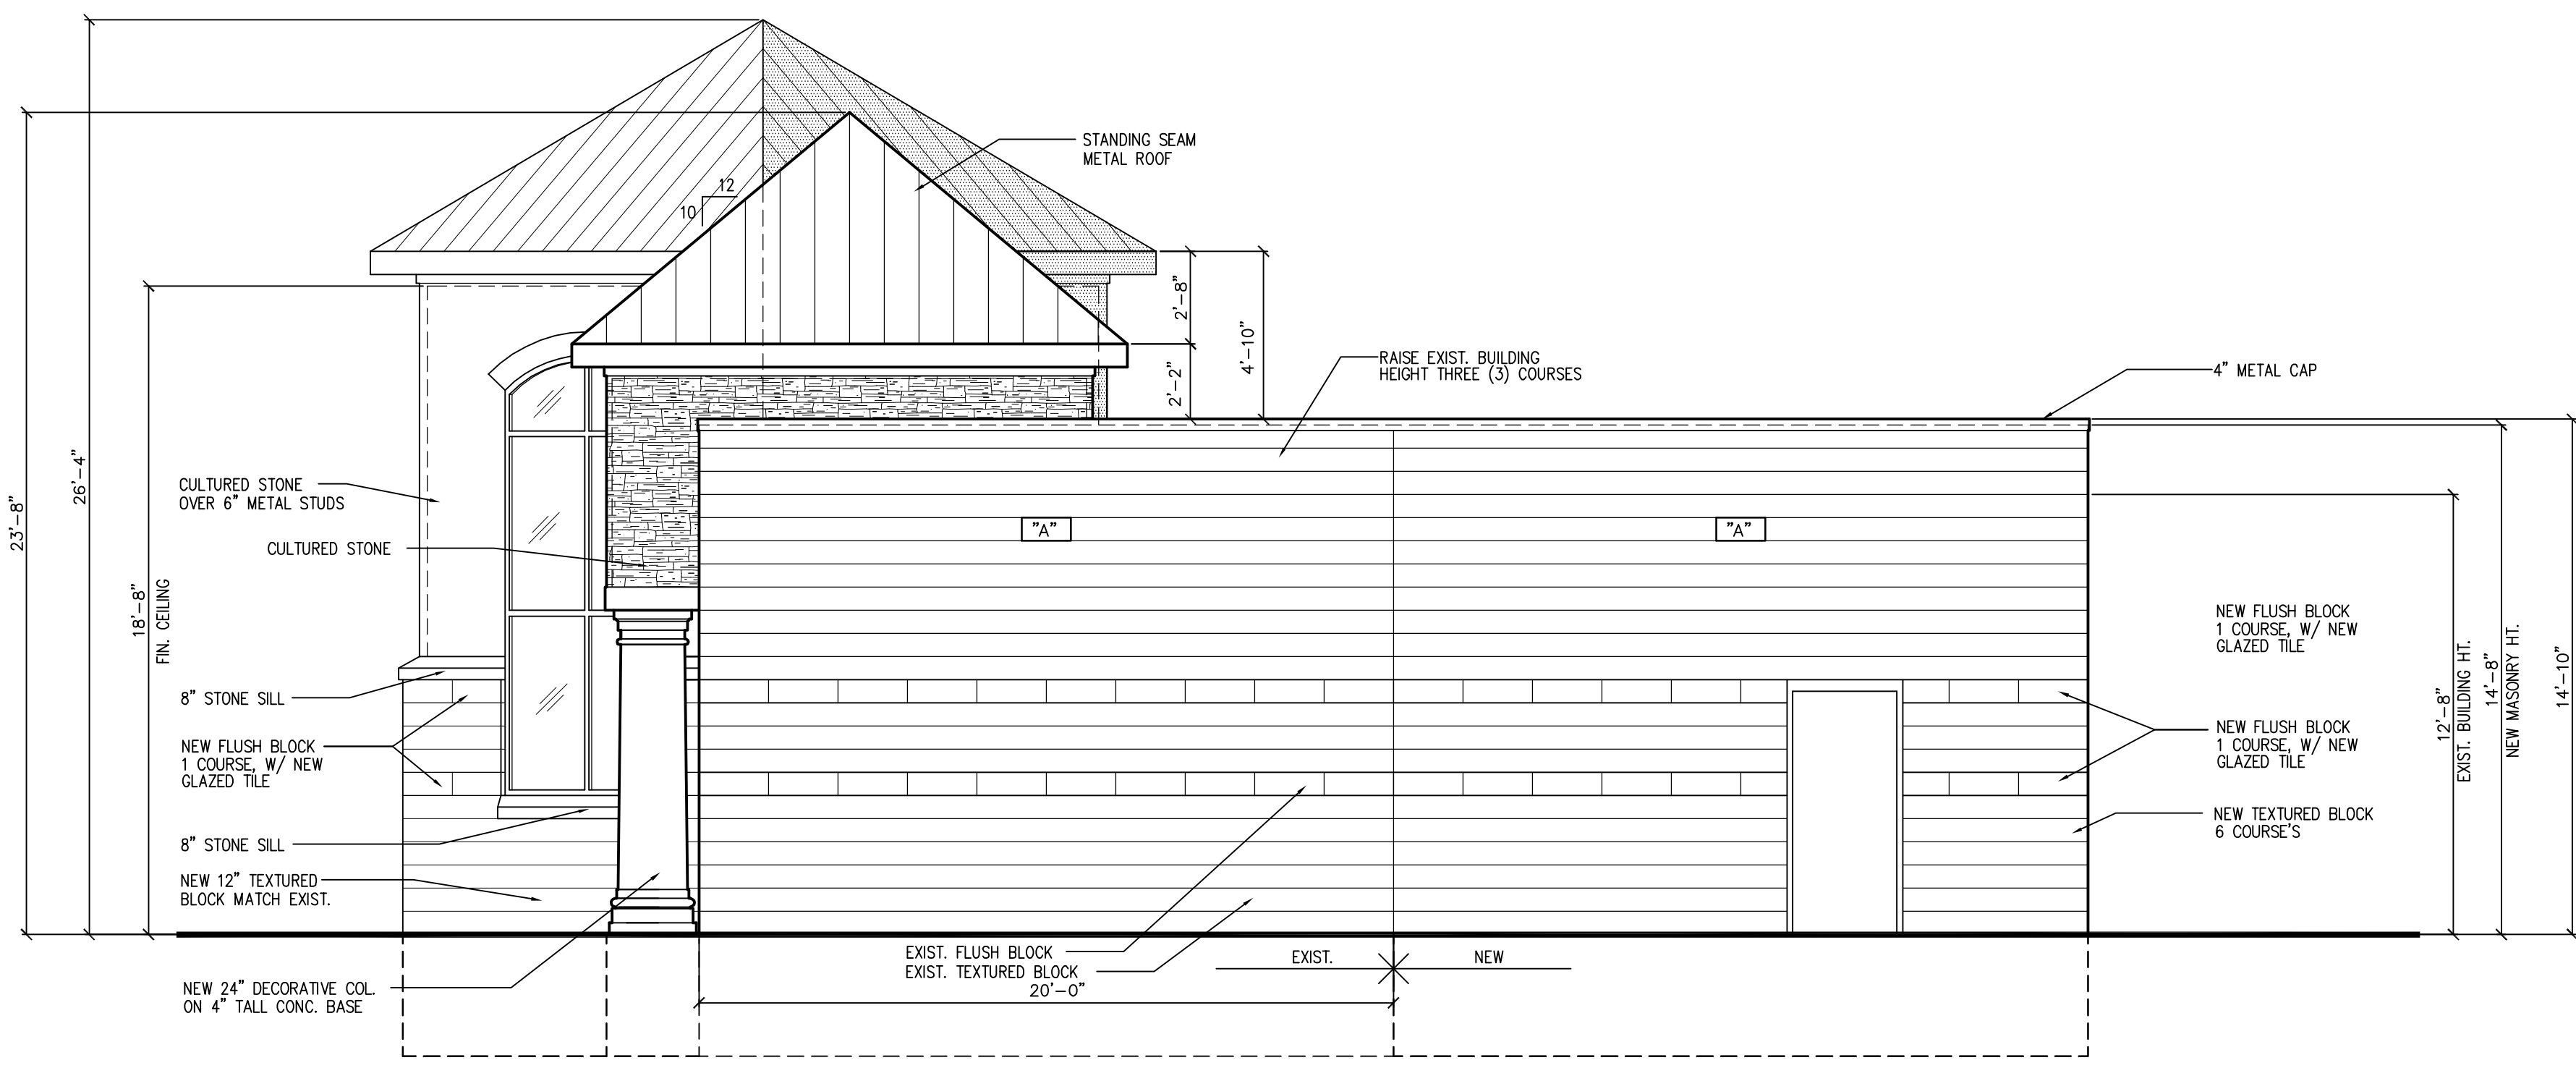 STANDING SEAM
METAL ROOF
12
10
2'-8"
4'-10"
2'-2"
RAISE EXIST. BUILDING
HEIGHT THREE (3) COURSES
4" METAL CAP
23'-8"
26'-4"
18'-8"
FIN. CEILING
CULTURED STONE
OVER 6" METAL STUDS
CULTURED STONE
"A"
"A"
8" STONE SILL
NEW FLUSH BLOCK
1 COURSE, W/ NEW
GLAZED TILE
8" STONE SILL
NEW 12" TEXTURED
BLOCK MATCH EXIST.
NEW 24" DECORATIVE COL.
ON 4" TALL CONC. BASE
EXIST. FLUSH BLOCK
EXIST. TEXTURED BLOCK
EXIST.
NEW
20'-0"
NEW FLUSH BLOCK
1 COURSE, W/ NEW
GLAZED TILE
NEW FLUSH BLOCK
1 COURSE, W/ NEW
GLAZED TILE
NEW TEXTURED BLOCK
6 COURSE'S
12'-8"
EXIST. BUILDING HT.
14'-8"
NEW MASONRY HT.
14'-10"